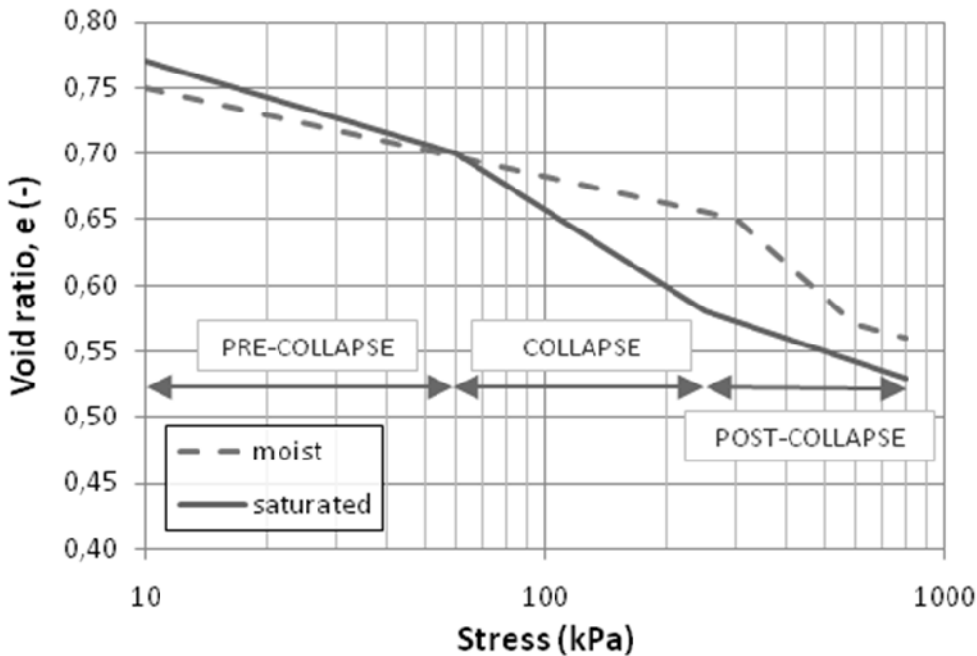 0,80
0,75
0,70
0,65
0,60
0,55
0,50
0,45
0,40
Void ratio, e (-)
PRE-COLLAPSE
COLLAPSE
POST-COLLAPSE
moist
saturated
10
100
1000
Stress (kPa)